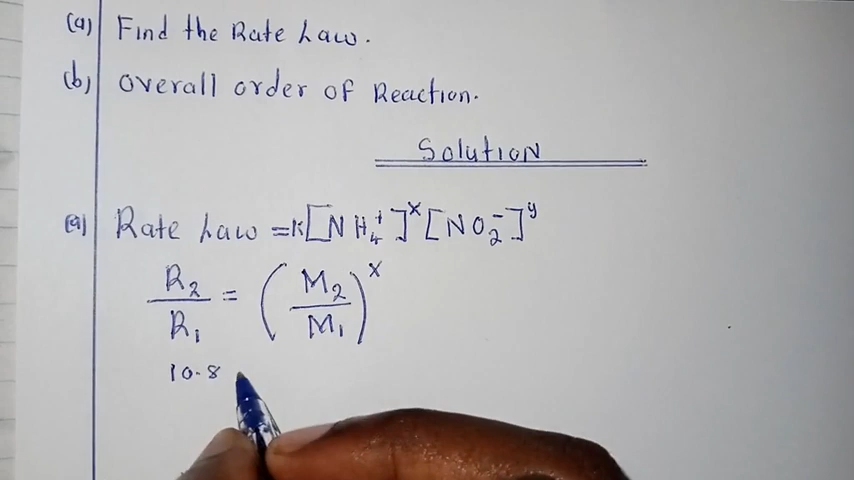 (a) Find the Rate Law.
(b) Overall order of Reaction.
Solution
(a) Rate Law = K[NH₄⁺]ˣ[NO₂⁻]ʸ
R₂/R₁ = (M₂/M₁)ˣ
10.8